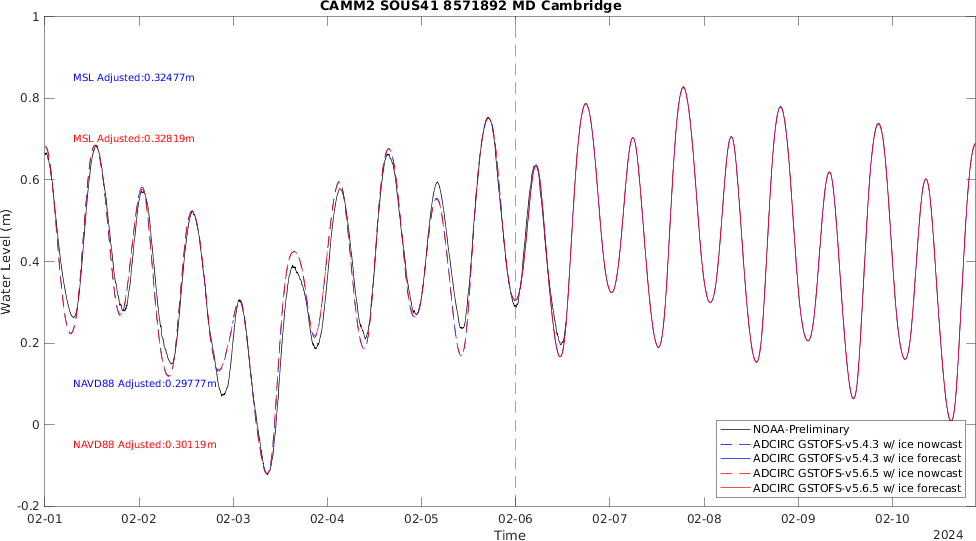 CAMM2 SOUS41 8571892 MD Cambridge
1
0.8
0.6
0.4
0.2
0
-0.2
Water Level (m)
MSL Adjusted:0.32477m
MSL Adjusted:0.32819m
NAVD88 Adjusted:0.29777m
NAVD88 Adjusted:0.30119m
NOAA-Preliminary
ADCIRC GSTOFS-v5.4.3 w/ ice nowcast
ADCIRC GSTOFS-v5.4.3 w/ ice forecast
ADCIRC GSTOFS-v5.6.5 w/ ice nowcast
ADCIRC GSTOFS-v5.6.5 w/ ice forecast
02-01 02-02 02-03 02-04 02-05 02-06 02-07 02-08 02-09 02-10
Time
2024